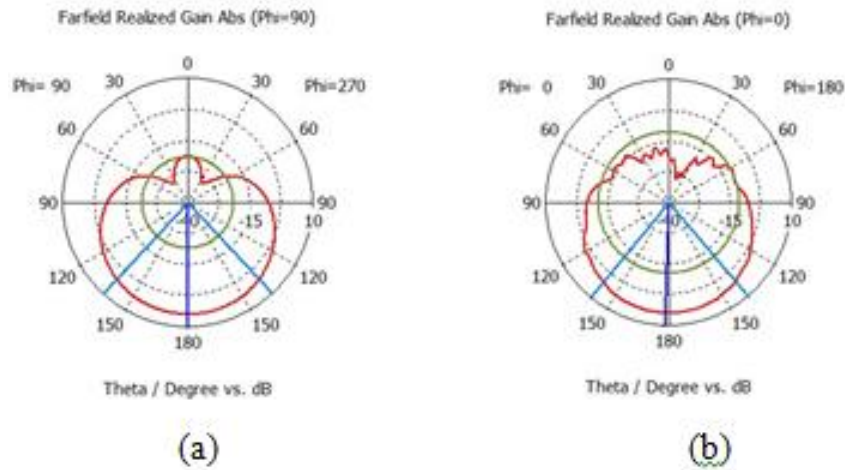 Farfield Realized Gain Abs (Phi=90)
0
Phi= 90 30 30 Phi=270
60 60
90 -40 -15 10 90
120 120
150 150
180
Theta / Degree vs. dB
(a)
Farfield Realized Gain Abs (Phi=0)
0
Phi= 0 30 30 Phi=180
60 60
90 -40 -15 10 90
120 120
150 150
180
Theta / Degree vs. dB
(b)